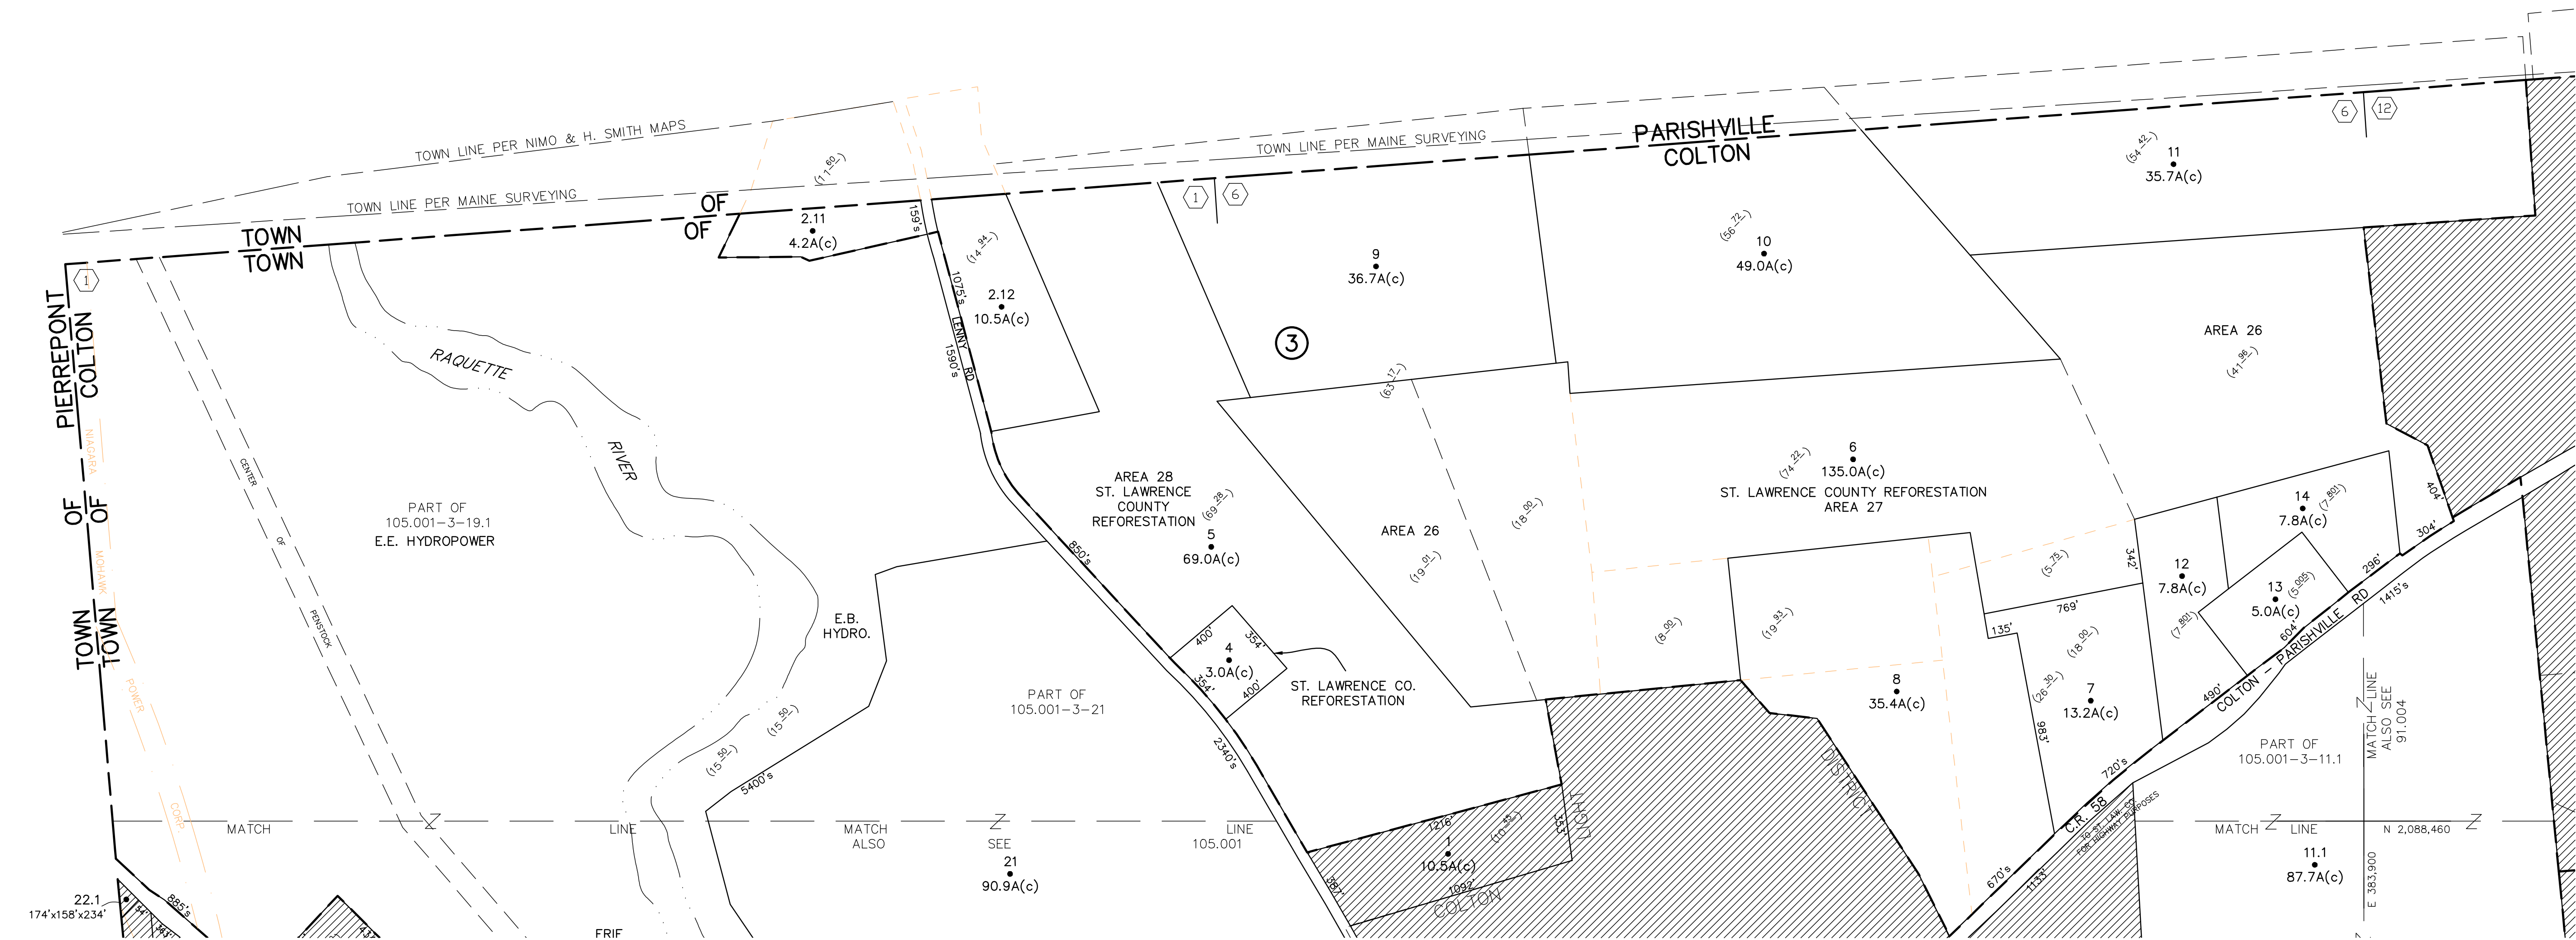 TOWN LINE PER NIMO & H. SMITH MAPS
TOWN LINE PER MAINE SURVEYING
TOWN LINE PER MAINE SURVEYING
PARISHVILLE
COLTON
6
12
(11.60)
(54.42)
11
35.7A(c)
1
6
OF
OF
2.11
4.2A(c)
159's
TOWN
TOWN
1
(14.94)
(56.72)
10
49.0A(c)
9
36.7A(c)
1075's
LENNY RD
1590's
2.12
10.5A(c)
3
AREA 26
(41.96)
PIERREPONT
COLTON
OF
OF
TOWN
TOWN
NIAGARA
MOHAWK
POWER
CORP
RAQUETTE
RIVER
CENTER
OF
PENSTOCK
(63.17)
PART OF
105.001-3-19.1
E.E. HYDROPOWER
AREA 28
ST. LAWRENCE
COUNTY
REFORESTATION
(69.28)
5
69.0A(c)
(18.00)
AREA 26
(19.01)
6
135.0A(c)
(74.22)
ST. LAWRENCE COUNTY REFORESTATION
AREA 27
14
7.8A(c)
(7.801)
404'
304'
296'
1415's
342'
12
7.8A(c)
(7.801)
13
5.0A(c)
(5.005)
604'
(5.75)
769'
135'
(18.00)
(26.30)
7
13.2A(c)
983'
490'
COLTON - PARISHVILLE RD
850's
E.B.
HYDRO.
400'
354'
4
3.0A(c)
354'
400'
ST. LAWRENCE CO.
REFORESTATION
(8.00)
(19.93)
8
35.4A(c)
PART OF
105.001-3-21
(15.50)
(15.50)
5400's
2340's
720's
C.R. 58
TO ST. LAW. CO.
FOR HIGHWAY PURPOSES
PART OF
105.001-3-11.1
MATCH LINE
ALSO SEE
91.004
DISTRICT
LIGHT
COLTON
MATCH
LINE
MATCH
LINE
ALSO
SEE
105.001
21
90.9A(c)
1216'
(10.45)
353'
1
10.5A(c)
1092'
387'
670's
1133'
MATCH
LINE
N 2,088,460
11.1
87.7A(c)
E 383,900
22.1
174'x158'x234'
885's
54'
363'
ERIE